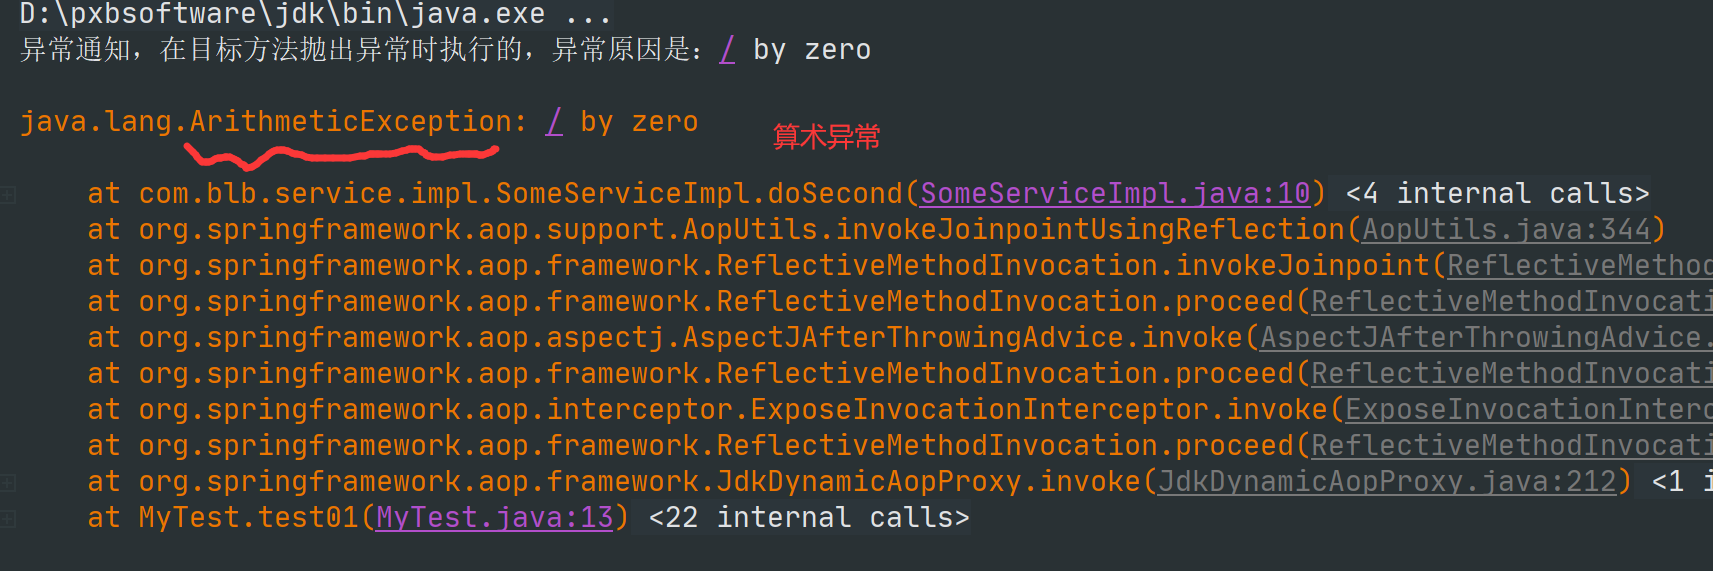 D:\pxbsoftware\jdk\bin\java.exe ...
异常通知，在目标方法抛出异常时执行的，异常原因是：/ by zero
java.lang.ArithmeticException: / by zero
算术异常
at com.blb.service.impl.SomeServiceImpl.doSecond(SomeServiceImpl.java:10) <4 internal calls>
at org.springframework.aop.support.AopUtils.invokeJoinpointUsingReflection(AopUtils.java:344)
at org.springframework.aop.framework.ReflectiveMethodInvocation.invokeJoinpoint(ReflectiveMethod
at org.springframework.aop.framework.ReflectiveMethodInvocation.proceed(ReflectiveMethodInvocati
at org.springframework.aop.aspectj.AspectJAfterThrowingAdvice.invoke(AspectJAfterThrowingAdvice.
at org.springframework.aop.framework.ReflectiveMethodInvocation.proceed(ReflectiveMethodInvocati
at org.springframework.aop.interceptor.ExposeInvocationInterceptor.invoke(ExposeInvocationInterc
at org.springframework.aop.framework.ReflectiveMethodInvocation.proceed(ReflectiveMethodInvocati
at org.springframework.aop.framework.JdkDynamicAopProxy.invoke(JdkDynamicAopProxy.java:212) <1 i
at MyTest.test01(MyTest.java:13) <22 internal calls>